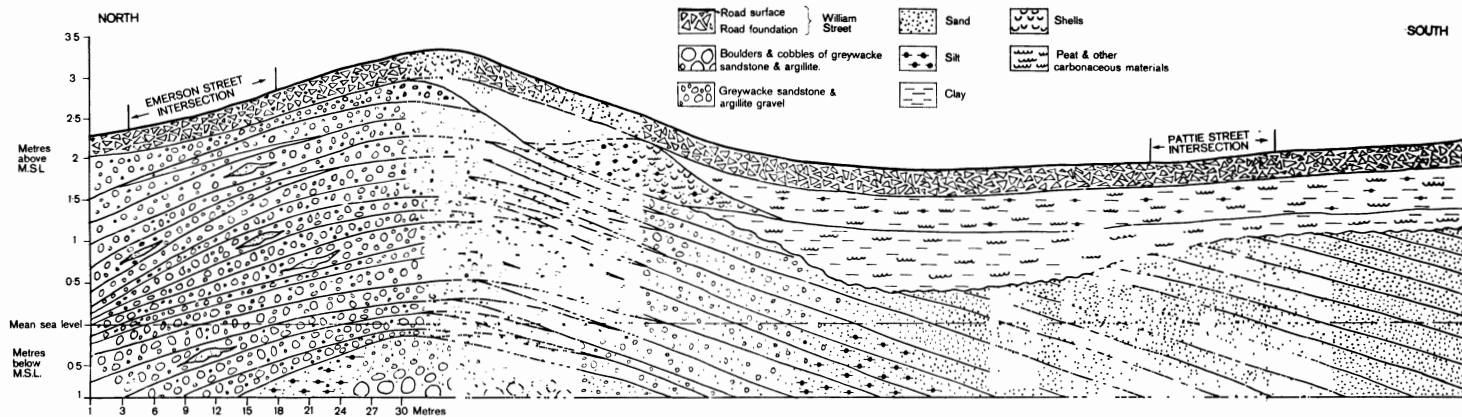 NORTH
SOUTH
Road surface
Road foundation
William
Street
Boulders & cobbles of greywacke
sandstone & argillite.
Greywacke sandstone &
argillite gravel
Sand
Silt
Clay
Shells
Peat & other
carbonaceous materials
EMERSON STREET
INTERSECTION
PATTIE STREET
INTERSECTION
3 5
3
2·5
Metres
above
M.S.L
2
1·5
1
0·5
Mean sea level
Metres
below
M.S.L.
0·5
1
1 3 6 9 12 15 18 21 24 27 30 Metres